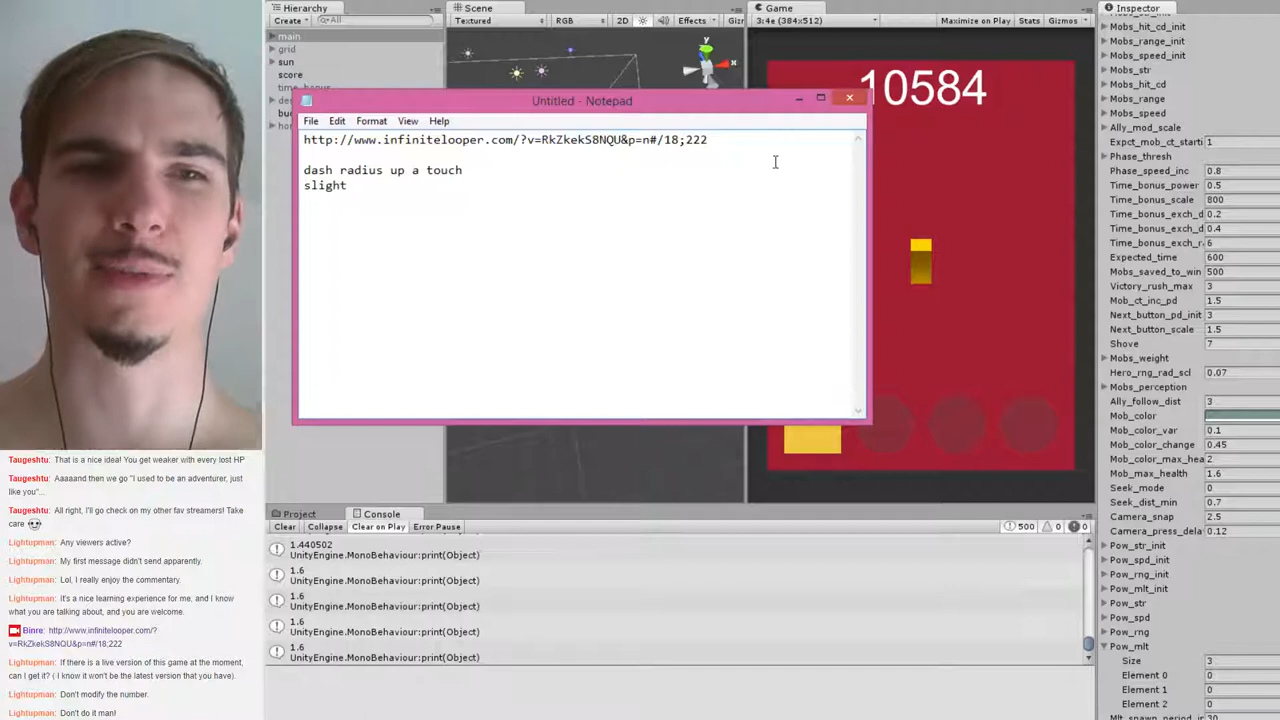 Hierarchy
Create
All
main
grid
sun
score
Scene
Textured
RGB
2D
Effects
Game
3:4e (384x512)
Maximize on Play
Stats
Gizmos
10584
Untitled - Notepad
File Edit Format View Help
http://www.infinitelooper.com/?v=RkZkekS8NQU&p=n#/18;222
dash radius up a touch
slight
Inspector
Mobs_hit_cd_init
Mobs_range_init
Mobs_speed_init
Mobs_str
Mobs_hit_cd
Mobs_range
Mobs_speed
Ally_mod_scale
Expct_mob_ct_starti 1
Phase_thresh
Phase_speed_inc 0.8
Time_bonus_power 0.5
Time_bonus_scale 800
Time_bonus_exch_d 0.2
Time_bonus_exch_d 0.4
Time_bonus_exch_r 6
Expected_time 600
Mobs_saved_to_win 500
Victory_rush_max 3
Mob_ct_inc_pd 1.5
Next_button_pd_init 3
Next_button_scale 1.5
Shove 7
Mobs_weight
Hero_rng_rad_scl 0.07
Mobs_perception
Ally_follow_dist 3
Mob_color
Mob_color_var 0.1
Mob_color_change 0.45
Mob_color_max_hea 2
Mob_max_health 1.6
Seek_mode 0
Seek_dist_min 0.7
Camera_snap 2.5
Camera_press_dela 0.12
Pow_str_init
Pow_spd_init
Pow_rng_init
Pow_mlt_init
Pow_str
Pow_spd
Pow_rng
Pow_mlt
Size 3
Element 0 0
Element 1 0
Element 2 0
Project
Console
Clear Collapse Clear on Play Error Pause
500 0 0
1.440502
UnityEngine.MonoBehaviour:print(Object)
1.6
UnityEngine.MonoBehaviour:print(Object)
1.6
UnityEngine.MonoBehaviour:print(Object)
1.6
UnityEngine.MonoBehaviour:print(Object)
1.6
UnityEngine.MonoBehaviour:print(Object)
Taugeshtu: That is a nice idea! You get weaker with every lost HP
Taugeshtu: Aaaaand then we go "I used to be an adventurer, just
like you"...
Taugeshtu: All right, I'll go check on my other fav streamers! Take
care
Lightupman: Any viewers active?
Lightupman: My first message didn't send apparently.
Lightupman: Lol, I really enjoy the commentary.
Lightupman: It's a nice learning experience for me, and I know
what you are talking about, and you are welcome.
Binre: http://www.infinitelooper.com/?
v=RkZkekS8NQU&p=n#/18;222
Lightupman: If there is a live version of this game at the moment,
can I get it? ( I know it won't be the latest version that you have).
Lightupman: Don't modify the number.
Lightupman: Don't do it man!